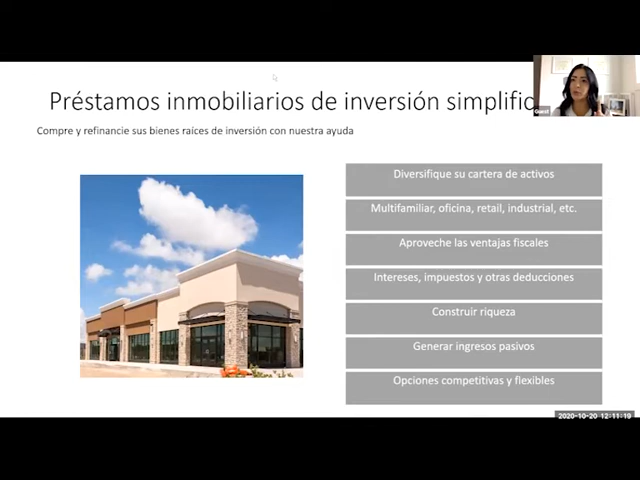 Préstamos inmobiliarios de inversión simplific
Compre y refinancie sus bienes raíces de inversión con nuestra ayuda
Diversifique su cartera de activos
Multifamiliar, oficina, retail, industrial, etc.
Aproveche las ventajas fiscales
Intereses, impuestos y otras deducciones
Construir riqueza
Generar ingresos pasivos
Opciones competitivas y flexibles
2020-10-20 12:11:19